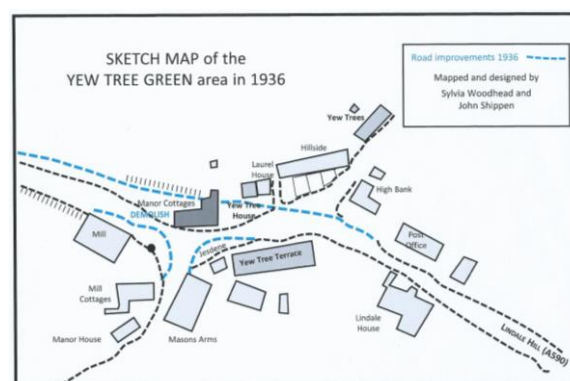 SKETCH MAP of the
YEW TREE GREEN area in 1936
Road improvements 1936
Mapped and designed by
Sylvia Woodhead and
John Shippen
Yew Trees
Hillside
Laurel
House
High Bank
Manor Cottages
DEMOLISH
Yew Tree
House
Mill
Post
Office
Jesdene
Yew Tree Terrace
Mill
Cottages
Lindale
House
Manor House
Masons Arms
LINDALE HILL (A590)